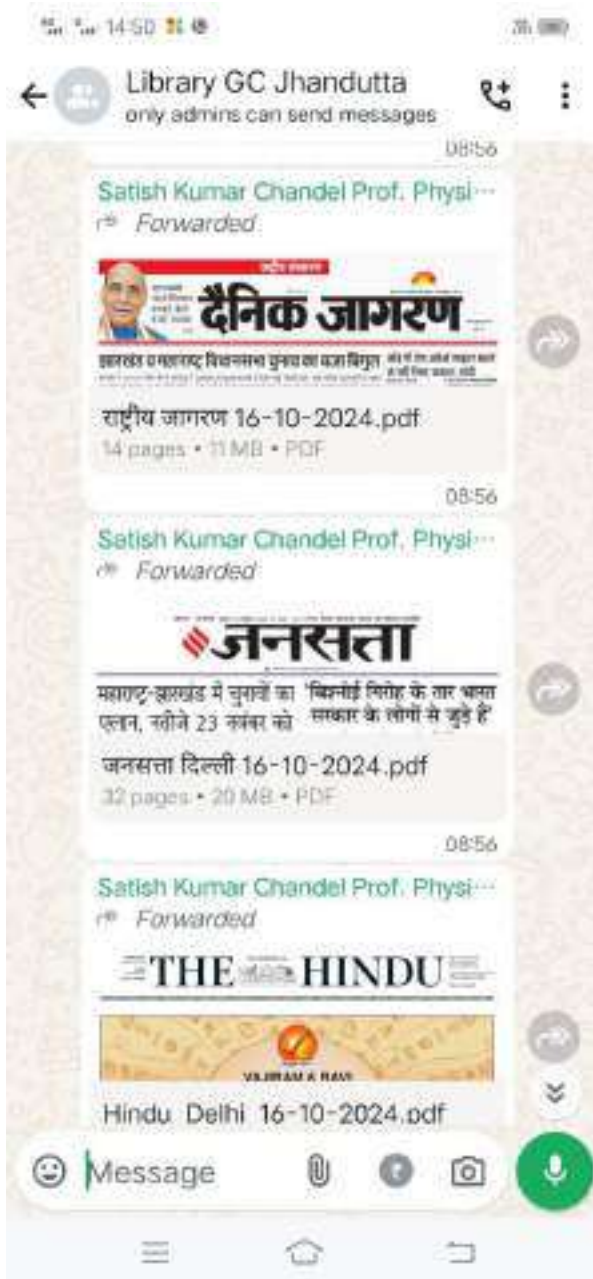 14:50
Library GC Jhandutta
only admins can send messages
08:56
Satish Kumar Chandel Prof. Physi...
Forwarded
दैनिक जागरण
झारखंड व महाराष्ट्र विधानसभा चुनाव का बजा बिगुल
राष्ट्रीय जागरण 16-10-2024.pdf
14 pages • 11 MB • PDF
08:56
Satish Kumar Chandel Prof. Physi...
Forwarded
जनसत्ता
महाराष्ट्र-झारखंड में चुनावों का
एलान, नतीजे 23 नवंबर को
'बिश्नोई गिरोह के तार भारत
सरकार के लोगों से जुड़े हैं'
जनसत्ता दिल्ली 16-10-2024.pdf
32 pages • 20 MB • PDF
08:56
Satish Kumar Chandel Prof. Physi...
Forwarded
THE HINDU
VAJIRAM & RAVI
Hindu Delhi 16-10-2024.pdf
Message